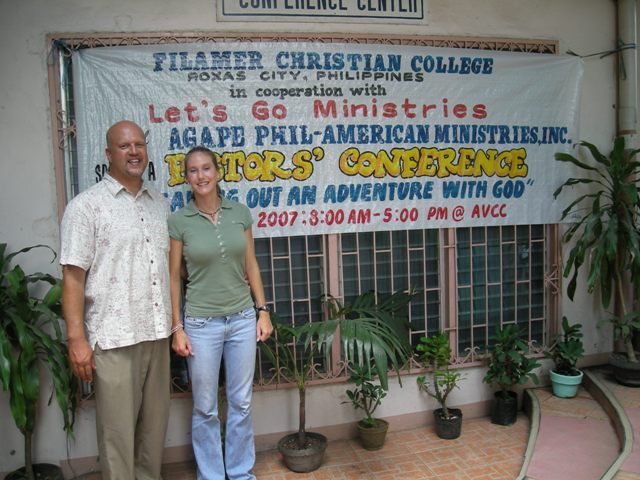 CONFERENCE CENTER
FILAMER CHRISTIAN COLLEGE
ROXAS CITY, PHILIPPINES
in cooperation with
Let's Go Ministries
AGAPE PHIL-AMERICAN MINISTRIES, INC.
CONFERENCE
OUT AN ADVENTURE WITH GOD"
2007: 8:00 AM - 5:00 PM @ AVCC